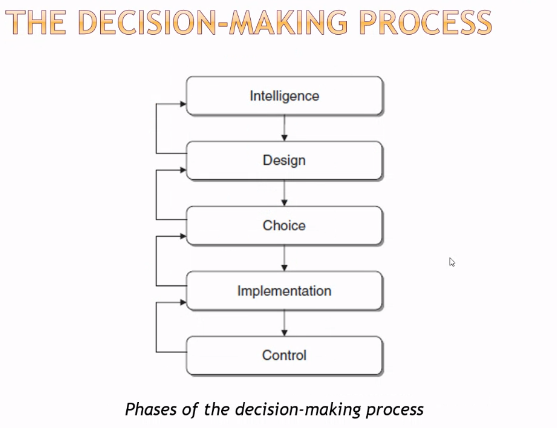 THE DECISION-MAKING PROCESS
Intelligence
Design
Choice
Implementation
Control
Phases of the decision-making process